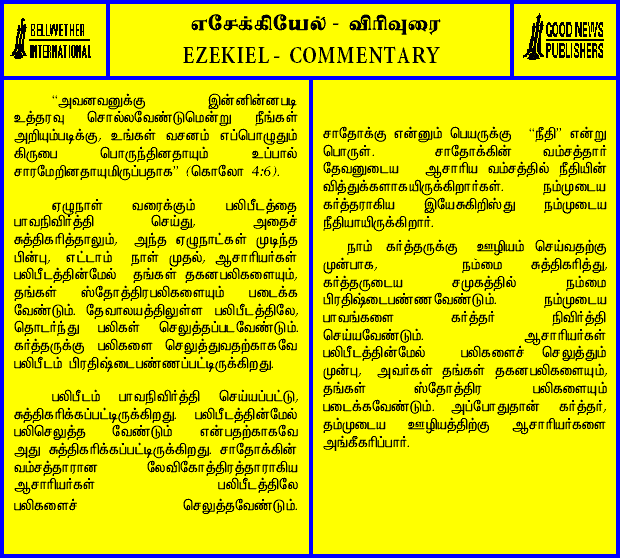 BELLWETHER
INTERNATIONAL
எசேக்கியேல் - விரிவுரை
EZEKIEL - COMMENTARY
GOOD NEWS
PUBLISHERS
“அவனவனுக்கு இன்னின்னபடி
உத்தரவு சொல்லவேண்டுமென்று நீங்கள்
அறியும்படிக்கு, உங்கள் வசனம் எப்பொழுதும்
கிருபை பொருந்தினதாயும் உப்பால்
சாரமேறினதாயுமிருப்பதாக” (கொலோ 4:6).
ஏழுநாள் வரைக்கும் பலிபீடத்தை
பாவநிவிர்த்தி செய்து, அதைச்
சுத்திகரித்தாலும், அந்த ஏழுநாட்கள் முடிந்த
பின்பு, எட்டாம் நாள் முதல், ஆசாரியர்கள்
பலிபீடத்தின்மேல் தங்கள் தகனபலிகளையும்,
தங்கள் ஸ்தோத்திரபலிகளையும் படைக்க
வேண்டும். தேவாலயத்திலுள்ள பலிபீடத்திலே,
தொடர்ந்து பலிகள் செலுத்தப்படவேண்டும்.
கர்த்தருக்கு பலிகளை செலுத்துவதற்காகவே
பலிபீடம் பிரதிஷ்டைபண்ணப்பட்டிருக்கிறது.
பலிபீடம் பாவநிவிர்த்தி செய்யப்பட்டு,
சுத்திகரிக்கப்பட்டிருக்கிறது. பலிபீடத்தின்மேல்
பலிசெலுத்த வேண்டும் என்பதற்காகவே
அது சுத்திகரிக்கப்பட்டிருக்கிறது. சாதோக்கின்
வம்சத்தாரான லேவிகோத்திரத்தாராகிய
ஆசாரியர்கள் பலிபீடத்திலே
பலிகளைச் செலுத்தவேண்டும்.
சாதோக்கு என்னும் பெயருக்கு “நீதி” என்று
பொருள். சாதோக்கின் வம்சத்தார்
தேவனுடைய ஆசாரிய வம்சத்தில் நீதியின்
வித்துக்களாகயிருக்கிறார்கள். நம்முடைய
கர்த்தராகிய இயேசுகிறிஸ்து நம்முடைய
நீதியாயிருக்கிறார்.
நாம் கர்த்தருக்கு ஊழியம் செய்வதற்கு
முன்பாக, நம்மை சுத்திகரித்து,
கர்த்தருடைய சமுகத்தில் நம்மை
பிரதிஷ்டைபண்ணவேண்டும். நம்முடைய
பாவங்களை கர்த்தர் நிவிர்த்தி
செய்யவேண்டும். ஆசாரியர்கள்
பலிபீடத்தின்மேல் பலிகளைச் செலுத்தும்
முன்பு, அவர்கள் தங்கள் தகனபலிகளையும்,
தங்கள் ஸ்தோத்திர பலிகளையும்
படைக்கவேண்டும். அப்போதுதான் கர்த்தர்,
தம்முடைய ஊழியத்திற்கு ஆசாரியர்களை
அங்கீகரிப்பார்.